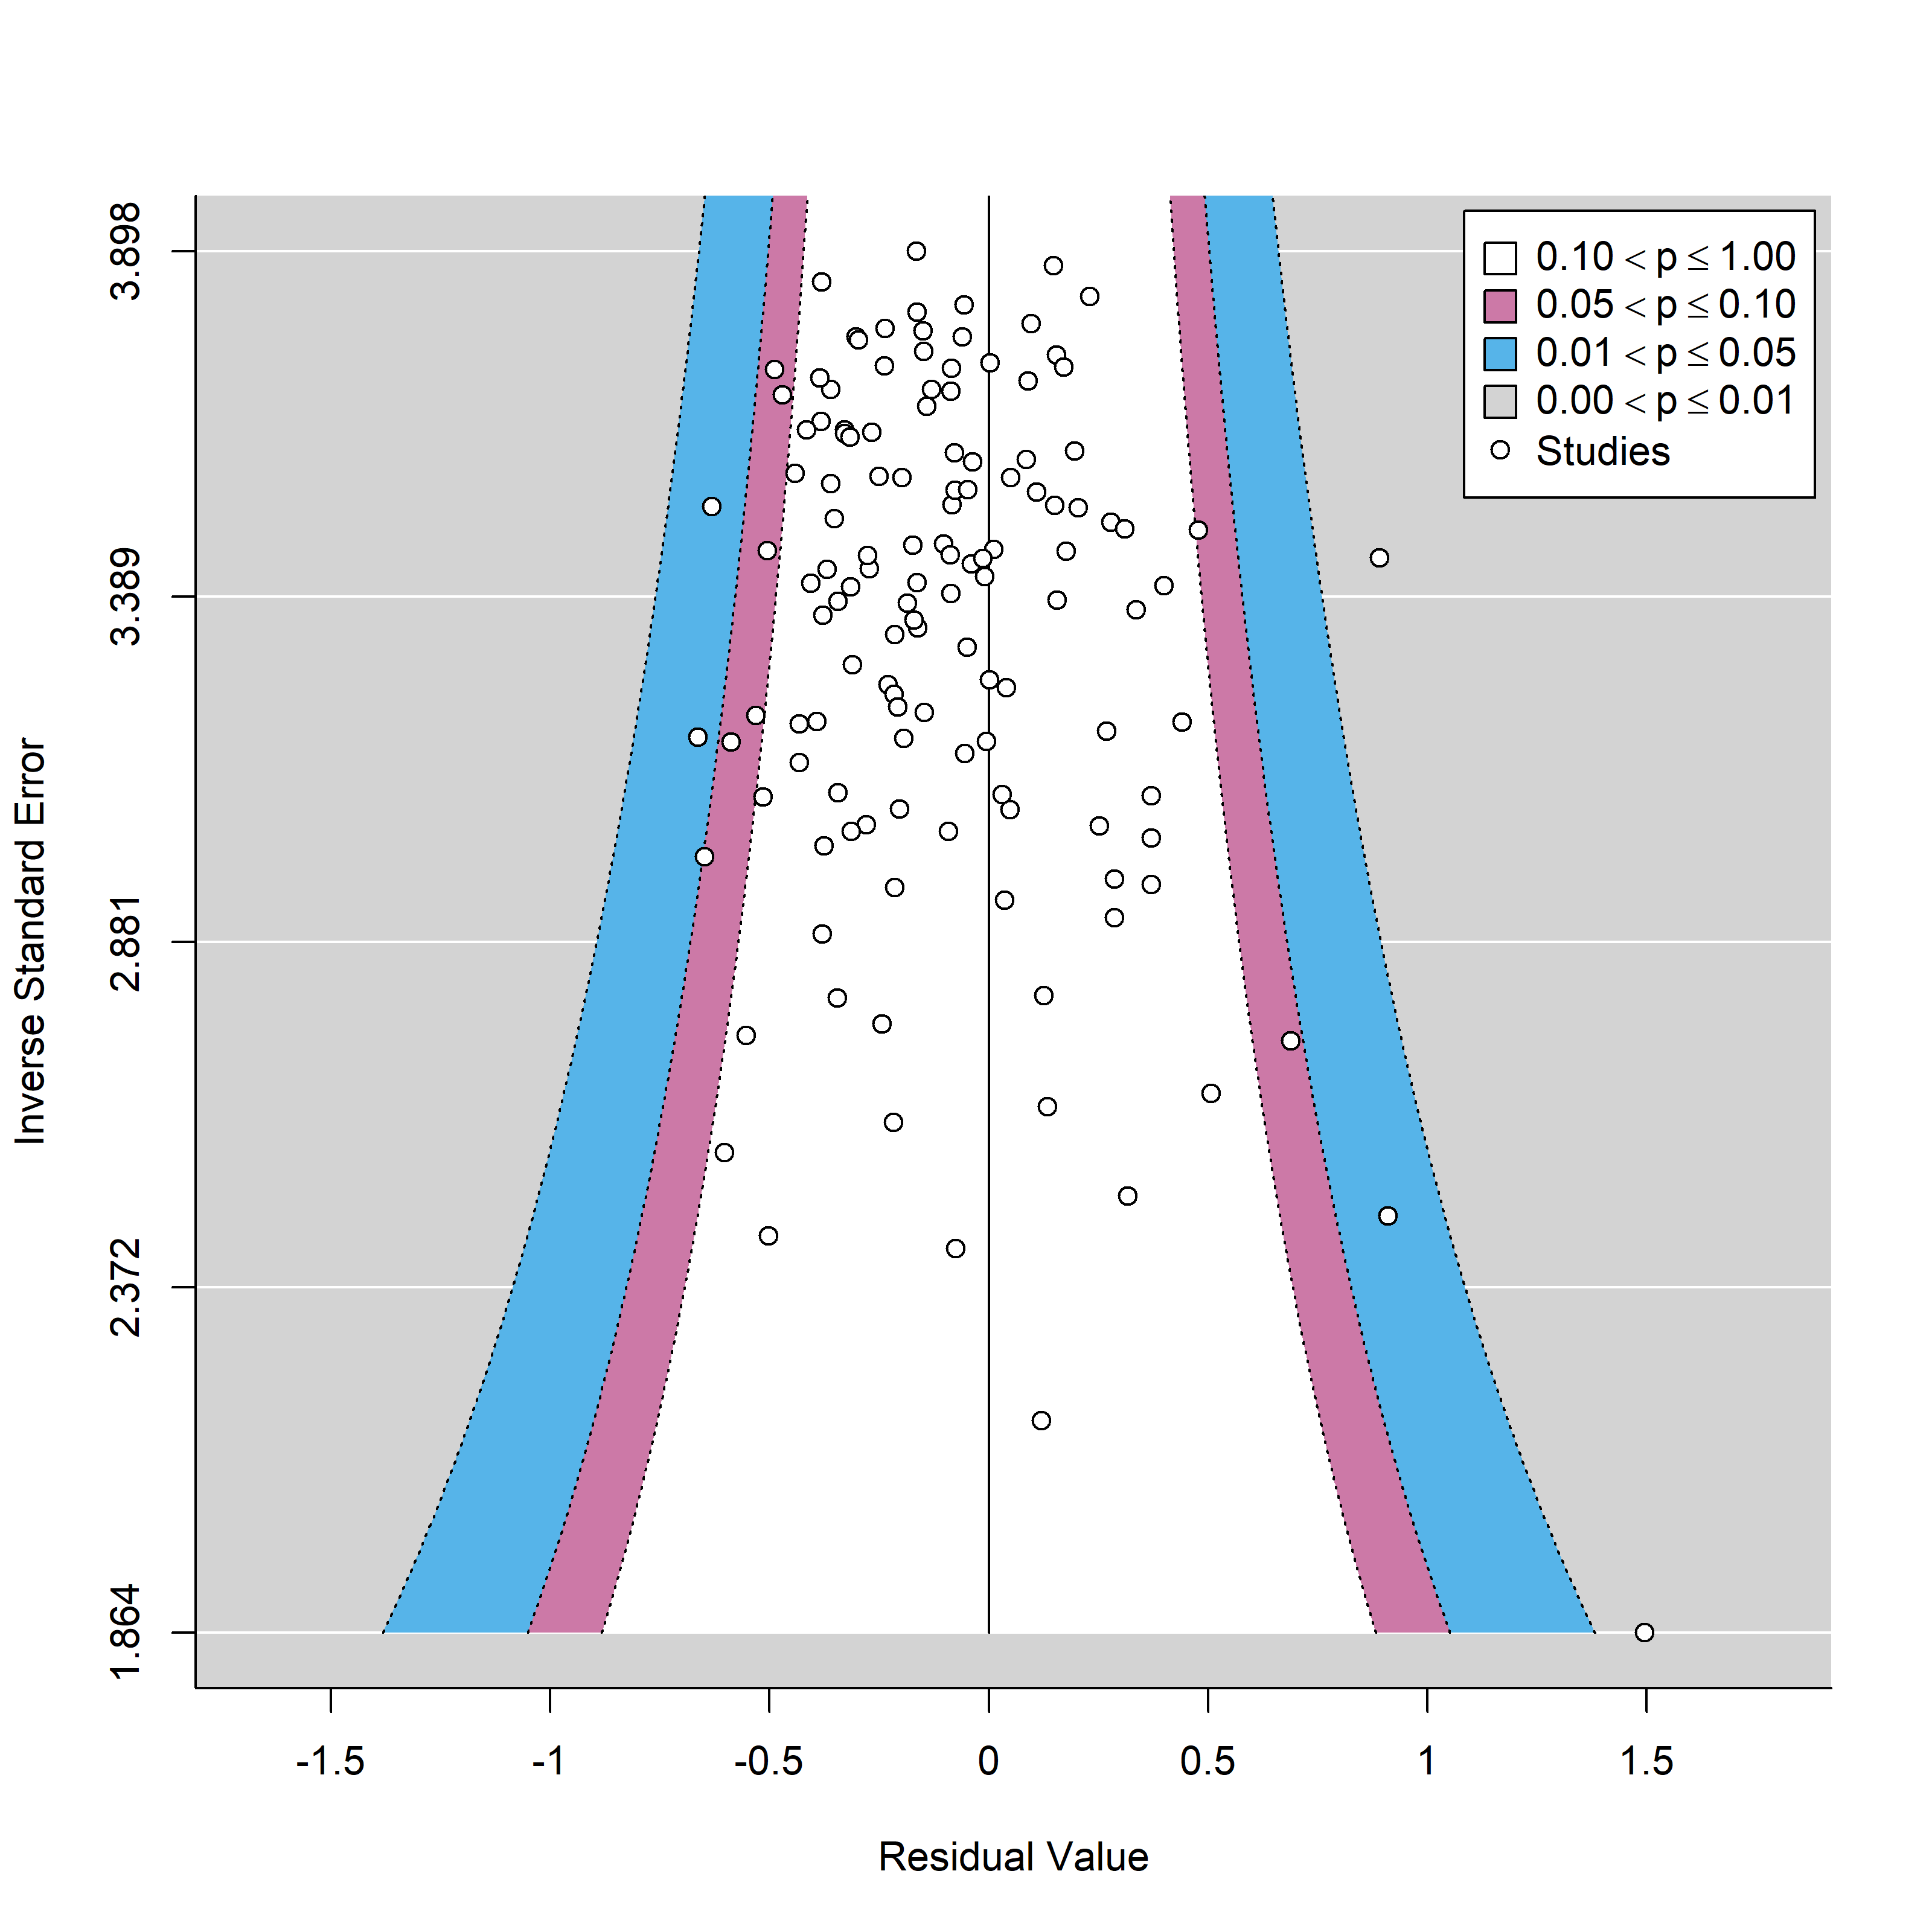 0.10 < p ≤ 1.00
0.05 < p ≤ 0.10
0.01 < p ≤ 0.05
0.00 < p ≤ 0.01
Studies
Inverse Standard Error
3.898
3.389
2.881
2.372
1.864
-1.5 -1 -0.5 0 0.5 1 1.5
Residual Value